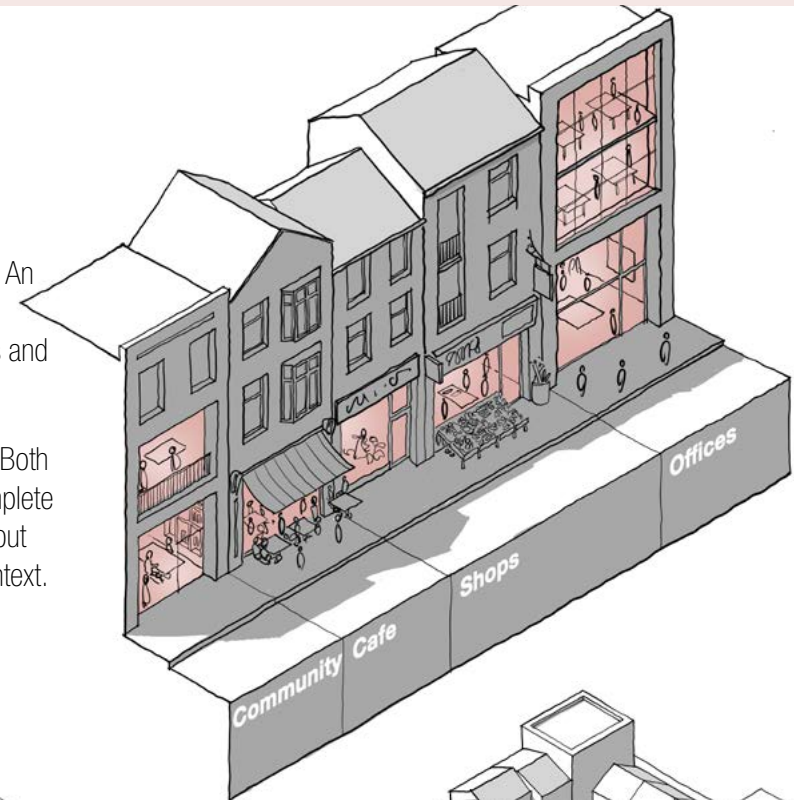 An
and
Both
plete
out
ntext.
Community
Cafe
Shops
Offices